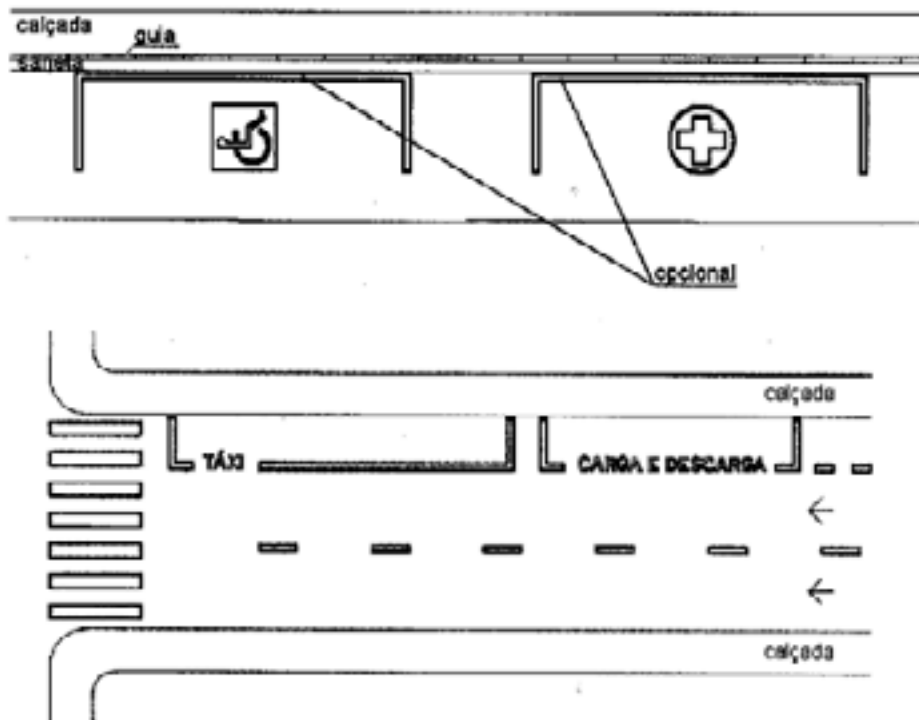 calçada
guia
sarjeta
opcional
calçada
TÁXI
CARGA E DESCARGA
calçada